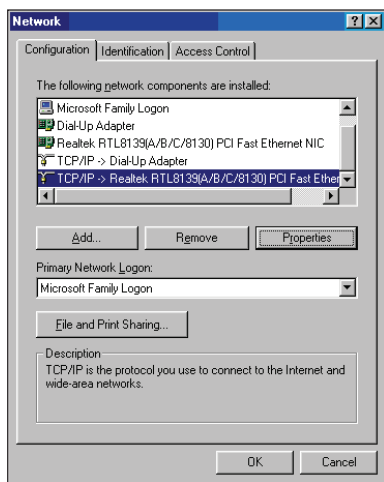 Network
Configuration Identification Access Control
The following network components are installed:
Microsoft Family Logon
Dial-Up Adapter
Realtek RTL8139(A/B/C/8130) PCI Fast Ethernet NIC
TCP/IP -> Dial-Up Adapter
TCP/IP -> Realtek RTL8139(A/B/C/8130) PCI Fast Ether
Add... Remove Properties
Primary Network Logon:
Microsoft Family Logon
File and Print Sharing...
Description
TCP/IP is the protocol you use to connect to the Internet and
wide-area networks.
OK Cancel